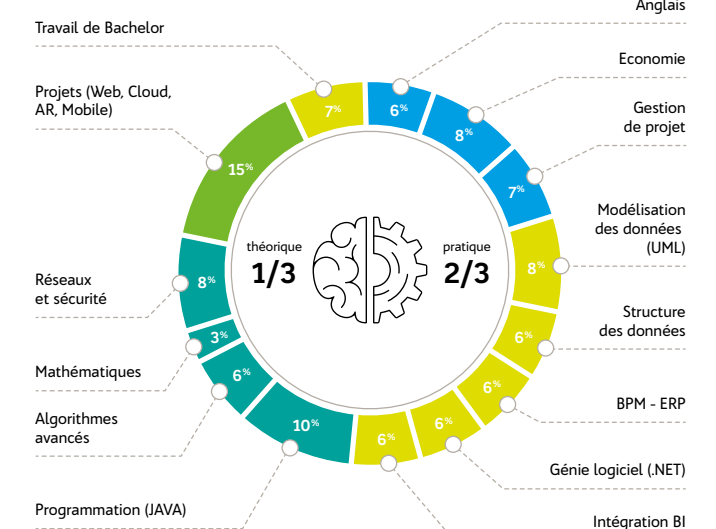 Anglais
Travail de Bachelor
Economie
Projets (Web, Cloud,
AR, Mobile)
Gestion
de projet
7%
6%
8%
15%
7%
Modélisation
des données
(UML)
théorique
1/3
pratique
2/3
8%
8%
Réseaux
et sécurité
Structure
des données
3%
6%
Mathématiques
6%
6%
BPM - ERP
Algorithmes
avancés
10%
6%
6%
Génie logiciel (.NET)
Programmation (JAVA)
Intégration BI